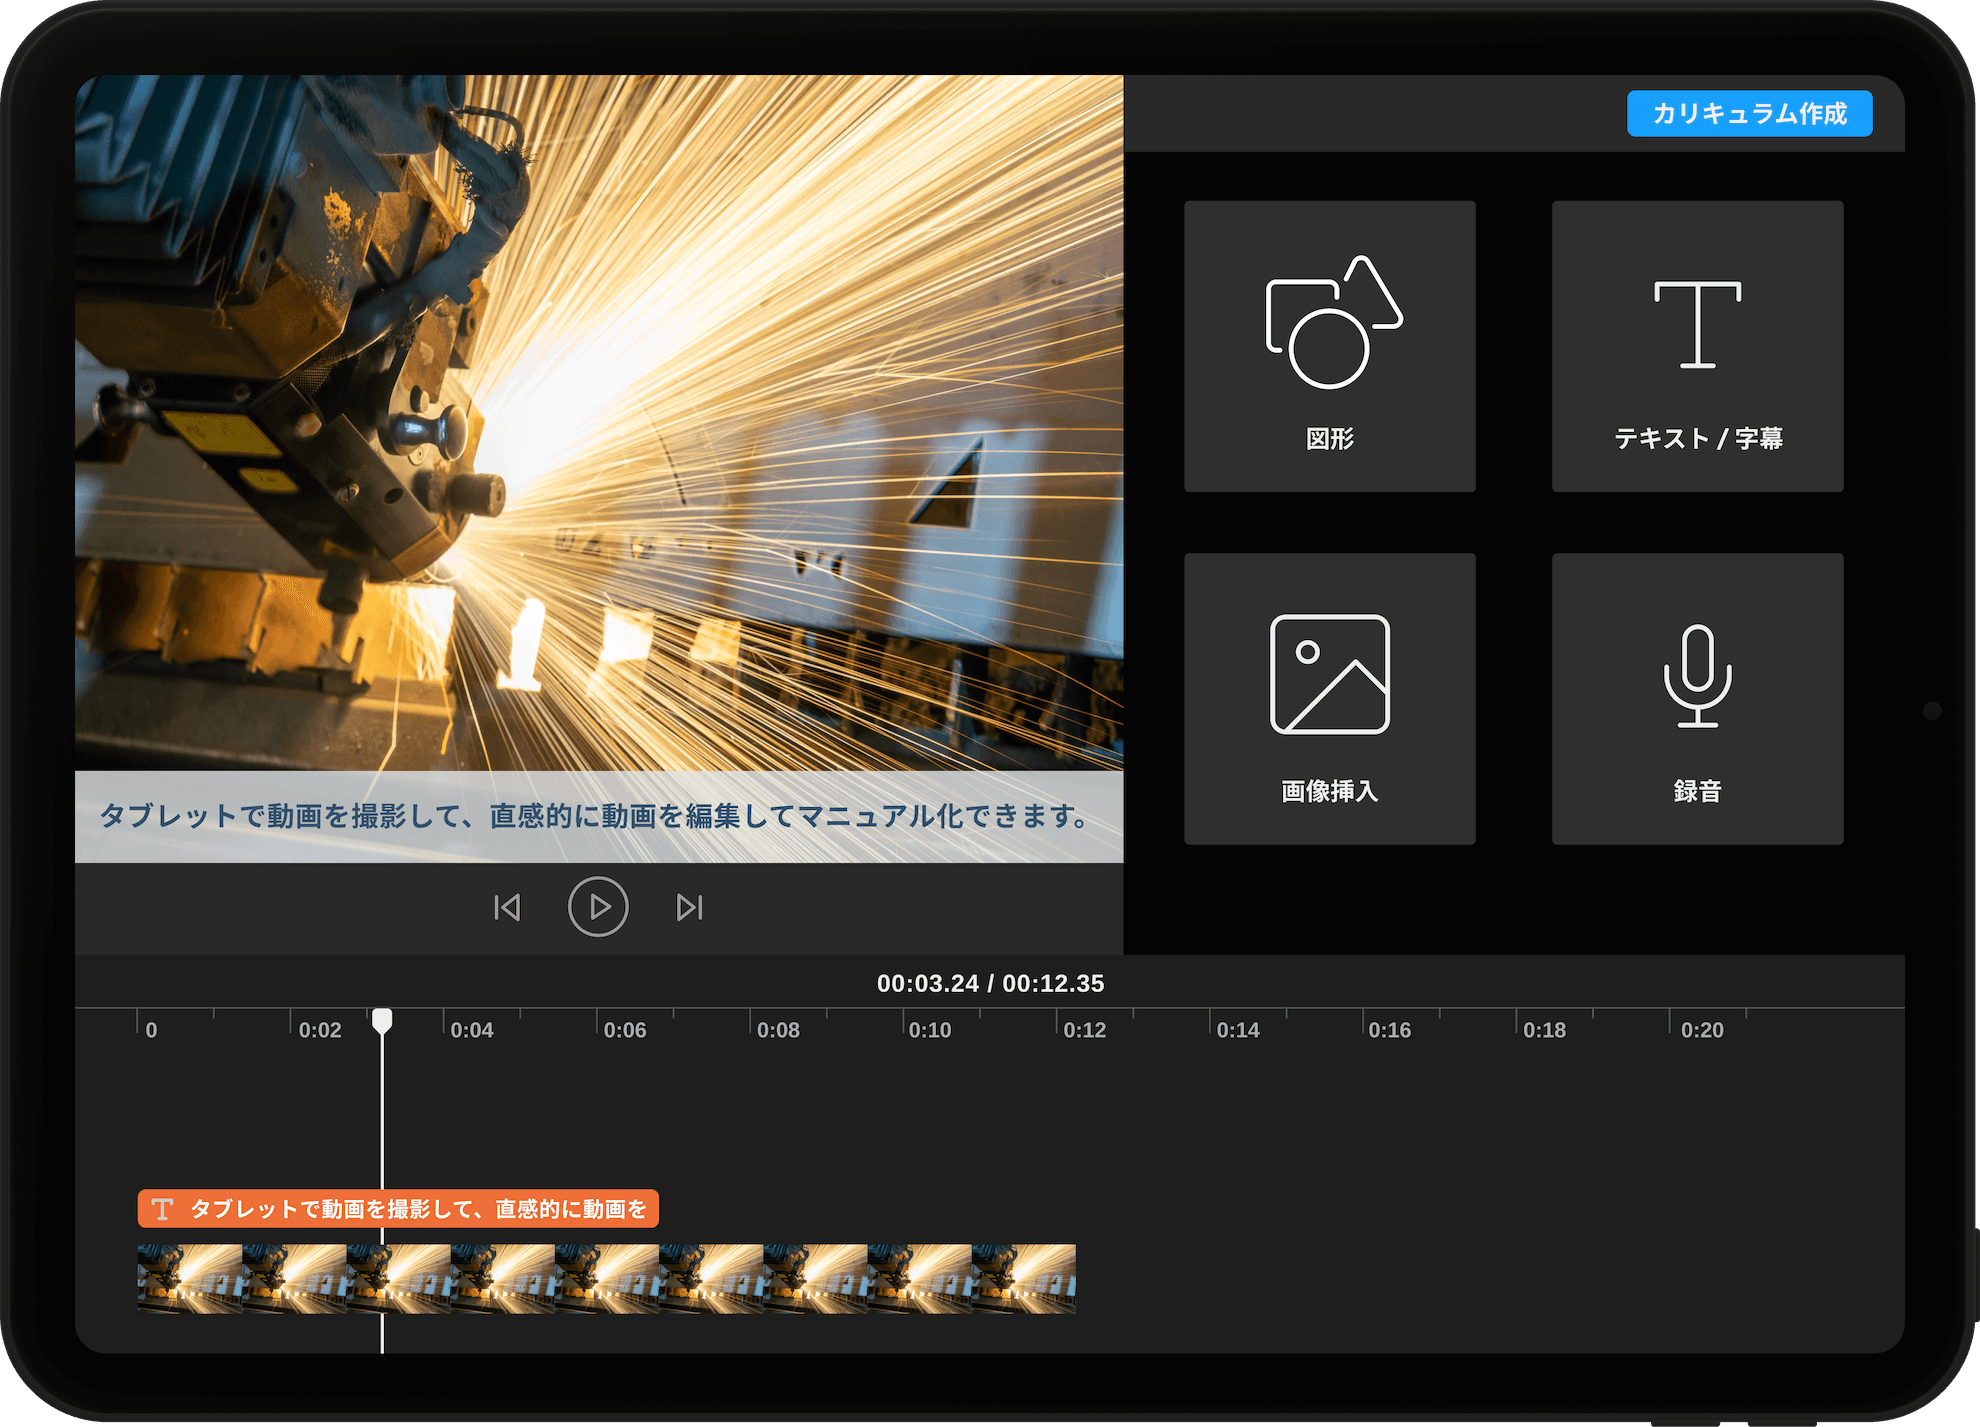 カリキュラム作成
図形
テキスト / 字幕
画像挿入
録音
タブレットで動画を撮影して、直感的に動画を編集してマニュアル化できます。
00:03.24 / 00:12.35
0 0:02 0:04 0:06 0:08 0:10 0:12 0:14 0:16 0:18 0:20
T タブレットで動画を撮影して、直感的に動画を